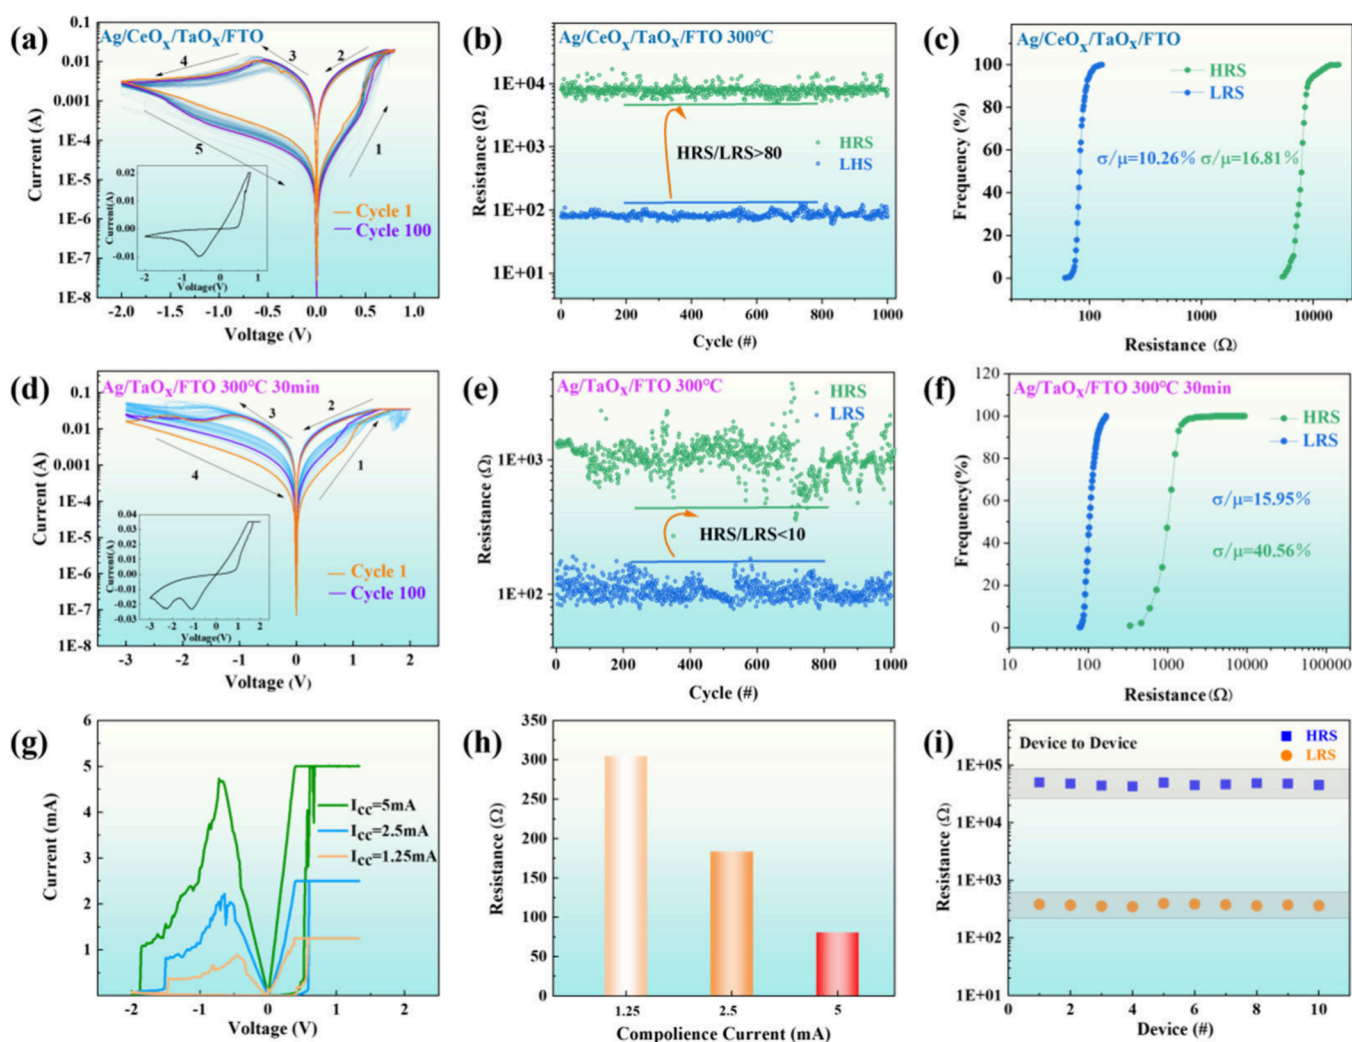 (a)
Ag/CeOx/TaOx/FTO
0.1
0.01
0.001
1E-4
1E-5
1E-6
1E-7
1E-8
Current (A)
4
3
2
1
5
0.02
0.01
0.00
-0.01
Current(A)
-2
-1
0
1
Voltage(V)
Cycle 1
Cycle 100
-2.0
-1.5
-1.0
-0.5
0.0
0.5
1.0
Voltage (V)
(b)
Ag/CeOx/TaOx/FTO 300°C
1E+04
1E+03
1E+02
1E+01
Resistance (Ω)
HRS/LRS>80
HRS
LHS
0
200
400
600
800
1000
Cycle (#)
(c)
Ag/CeOx/TaOx/FTO
100
80
60
40
20
0
Frequency (%)
HRS
LRS
σ/μ=10.26%
σ/μ=16.81%
100
1000
10000
Resistance (Ω)
(d)
Ag/TaOx/FTO 300°C 30min
0.1
0.01
0.001
1E-4
1E-5
1E-6
1E-7
1E-8
Current (A)
3
2
4
1
0.04
0.03
0.02
0.01
0.00
-0.01
-0.02
-0.03
Current(A)
-3
-2
-1
0
1
2
Voltage(V)
Cycle 1
Cycle 100
-3
-2
-1
0
1
2
Voltage (V)
(e)
Ag/TaOx/FTO 300°C
HRS
LRS
1E+03
1E+02
Resistance (Ω)
HRS/LRS<10
0
200
400
600
800
1000
Cycle (#)
(f)
Ag/TaOx/FTO 300°C 30min
100
80
60
40
20
0
Frequency(%)
HRS
LRS
σ/μ=15.95%
σ/μ=40.56%
10
100
1000
10000
100000
Resistance(Ω)
(g)
6
5
4
3
2
1
Current (mA)
ICC=5mA
ICC=2.5mA
ICC=1.25mA
-2
-1
0
1
2
Voltage (V)
(h)
350
300
250
200
150
100
50
0
Resistance (Ω)
1.25
2.5
5
Compolience Current (mA)
(i)
Device to Device
HRS
LRS
1E+05
1E+04
1E+03
1E+02
1E+01
Resistance (Ω)
0
2
4
6
8
10
Device (#)